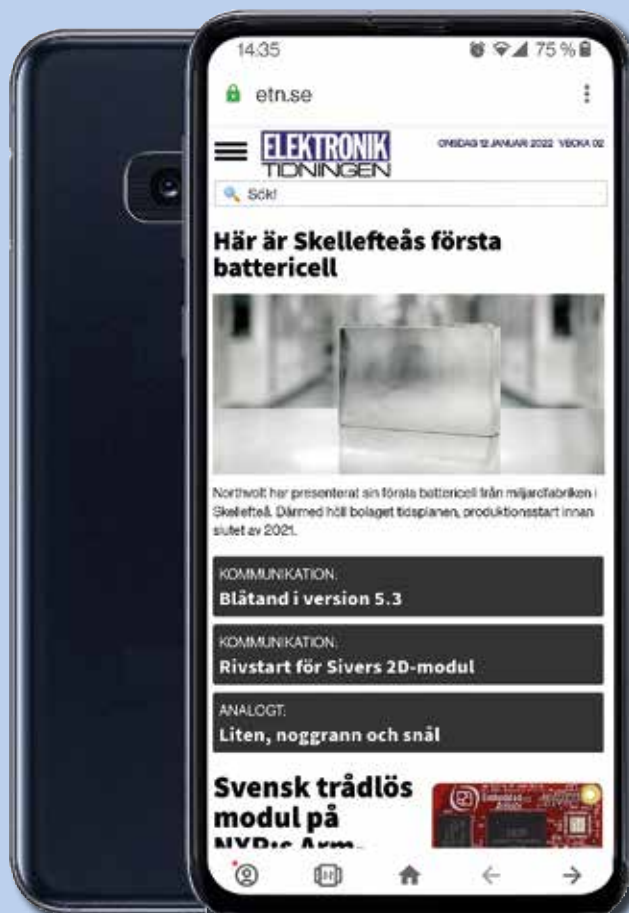 14.35 75 %
etn.se
ELEKTRONIK
TIDNINGEN
ONSDAG 12 JANUARI 2022 VECKA 02
Sök!
Här är Skellefteås första
battericell
Northvolt har presenterat sin första battericell från miljardfabriken i
Skellefteå. Därmed höll bolaget tidsplanen, produktionsstart innan
slutet av 2021.
KOMMUNIKATION:
Blåtand i version 5.3
KOMMUNIKATION:
Rivstart för Sivers 2D-modul
ANALOGT:
Liten, noggrann och snål
Svensk trådlös
modul på
NXP:s Arm-